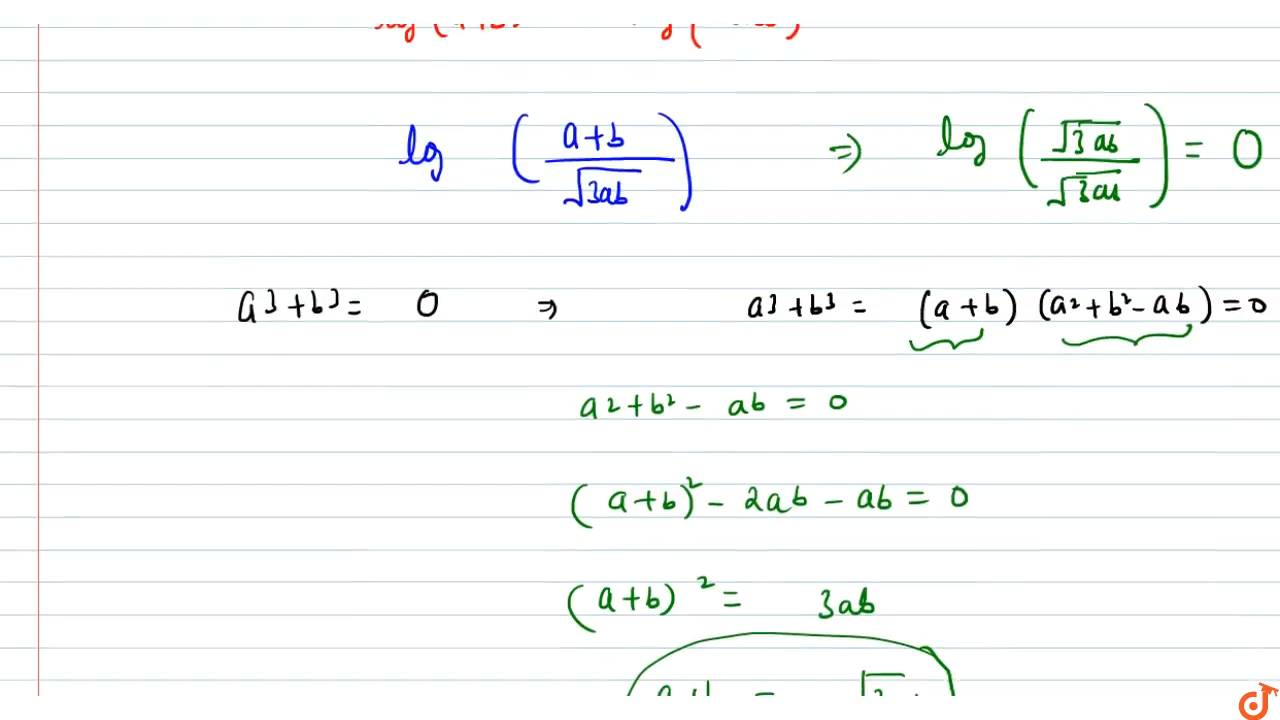 log (a+b / √3ab) ⇒ log (√3ab / √3ab) = 0
a³+b³ = 0 ⇒ a³+b³ = (a+b) (a²+b²-ab) = 0
a²+b² - ab = 0
(a+b)² - 2ab - ab = 0
(a+b)² = 3ab